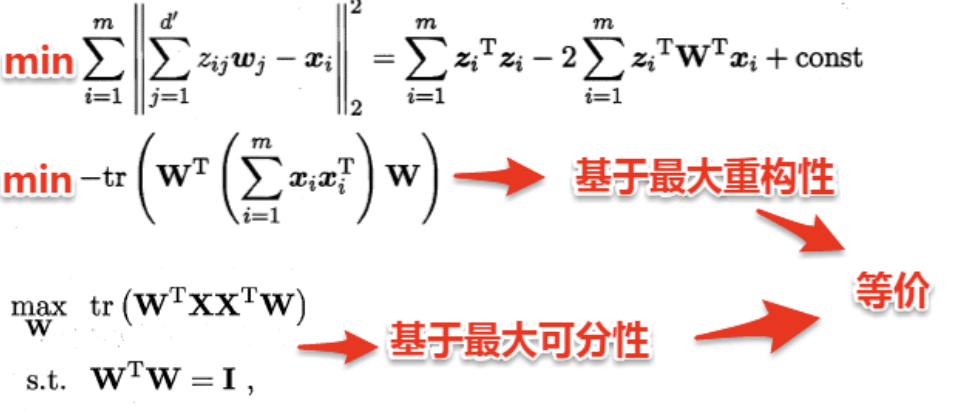 min $\sum_{i=1}^{m} \left\| \sum_{j=1}^{d'} z_{ij} \boldsymbol{w}_j - \boldsymbol{x}_i \right\|_2^2 = \sum_{i=1}^{m} \boldsymbol{z}_i^{\mathrm{T}} \boldsymbol{z}_i - 2 \sum_{i=1}^{m} \boldsymbol{z}_i^{\mathrm{T}} \mathbf{W}^{\mathrm{T}} \boldsymbol{x}_i + \text{const}$
min $-\mathrm{tr} \left( \mathbf{W}^{\mathrm{T}} \left( \sum_{i=1}^{m} \boldsymbol{x}_i \boldsymbol{x}_i^{\mathrm{T}} \right) \mathbf{W} \right)$ 基于最大重构性
等价
$\max_{\mathbf{W}} \ \mathrm{tr} \left( \mathbf{W}^{\mathrm{T}} \mathbf{X} \mathbf{X}^{\mathrm{T}} \mathbf{W} \right)$
基于最大可分性
s.t. $\mathbf{W}^{\mathrm{T}} \mathbf{W} = \mathbf{I}$ ,